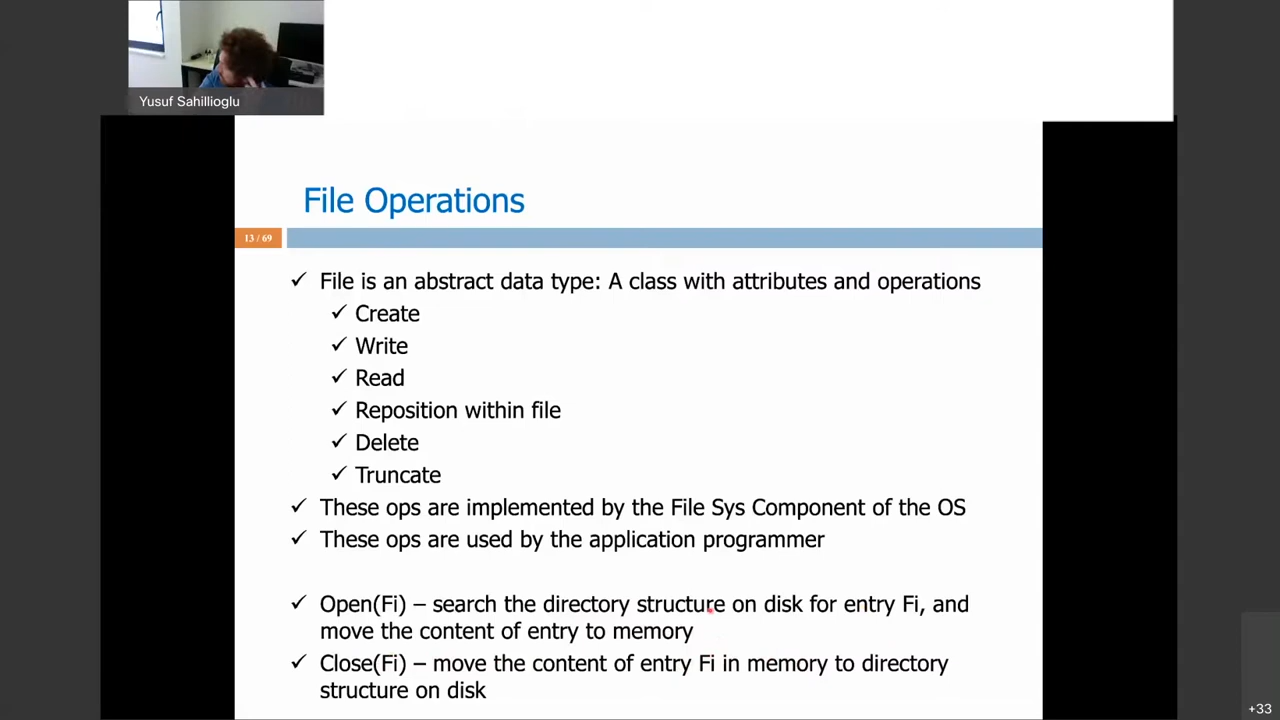 Yusuf Sahillioglu
File Operations
13 / 69
✓ File is an abstract data type: A class with attributes and operations
✓ Create
✓ Write
✓ Read
✓ Reposition within file
✓ Delete
✓ Truncate
✓ These ops are implemented by the File Sys Component of the OS
✓ These ops are used by the application programmer
✓ Open(Fi) – search the directory structure on disk for entry Fi, and
move the content of entry to memory
✓ Close(Fi) – move the content of entry Fi in memory to directory
structure on disk
+33